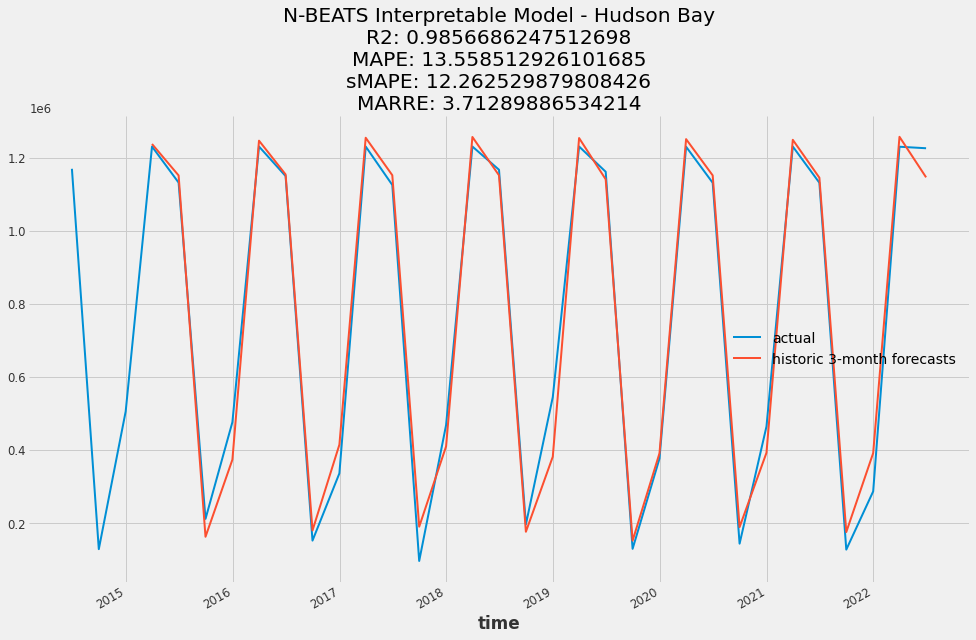 N-BEATS Interpretable Model - Hudson Bay
R2: 0.9856686247512698
MAPE: 13.558512926101685
sMAPE: 12.262529879808426
MARRE: 3.71289886534214
1e6
1.2
1.0
0.8
0.6
0.4
0.2
actual
historic 3-month forecasts
2015 2016 2017 2018 2019 2020 2021 2022
time